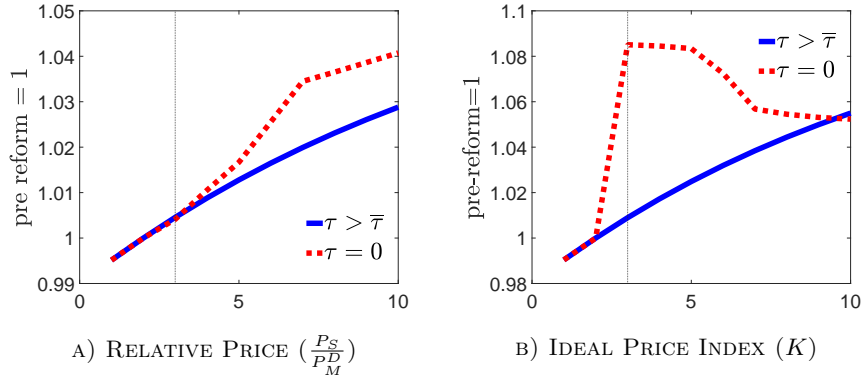 1.05
1.04
1.03
1.02
1.01
1
0.99
pre reform = 1
τ > τ̅
τ = 0
0 5 10
A) RELATIVE PRICE (P_S / P_M^D)
1.1
1.08
1.06
1.04
1.02
1
0.98
pre-reform=1
τ > τ̅
τ = 0
0 5 10
B) IDEAL PRICE INDEX (K)